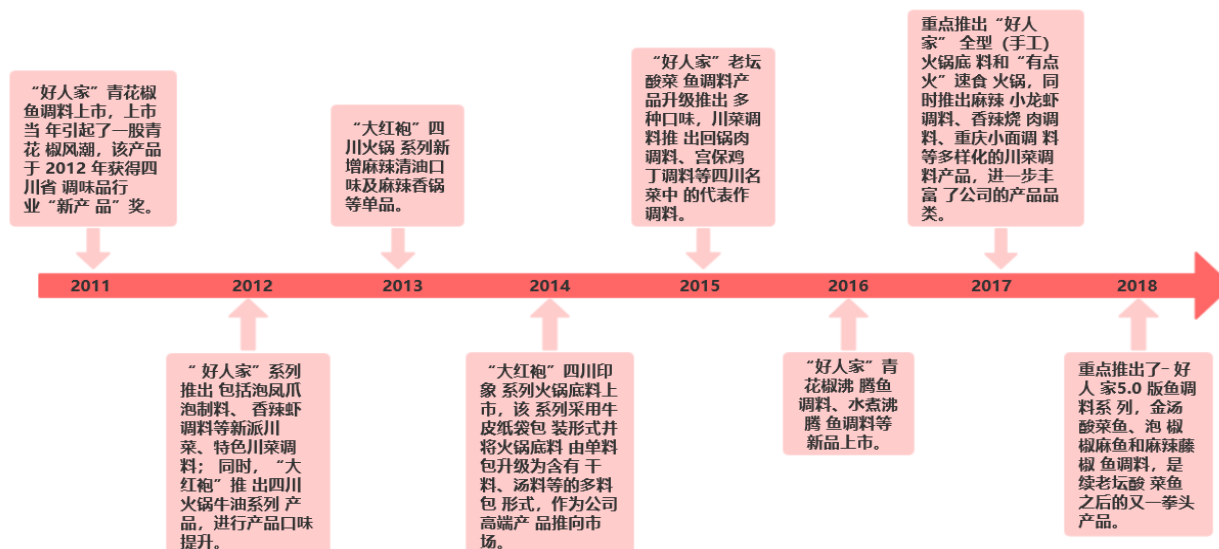 “好人家”青花椒
鱼调料上市，上市
当 年引起了一股青
花 椒风潮，该产品
于 2012 年获得四
川省 调味品行
业“新产 品”奖。
“大红袍”四
川火锅 系列新
增麻辣清油口
味及麻辣香锅
等单品。
“好人家”老坛
酸菜 鱼调料产
品升级推出 多
种口味，川菜调
料推 出回锅肉
调料、宫保鸡
丁调料等四川名
菜中 的代表作
调料。
重点推出“好人
家” 全型（手工）
火锅底 料和“有点
火”速食 火锅，同
时推出麻辣 小龙虾
调料、香辣烧 肉调
料、重庆小面调 料
等多样化的川菜调
料产品，进一步丰
富 了公司的产品品
类。
2011 2012 2013 2014 2015 2016 2017 2018
“ 好人家”系列
推出 包括泡凤爪
泡制料、 香辣虾
调料等新派川
菜、特色川菜调
料； 同时，“大
红袍”推 出四川
火锅牛油系列 产
品，进行产品口味
提升。
“大红袍”四川印
象 系列火锅底料上
市，该 系列采用牛
皮纸袋包 装形式并
将火锅底料 由单料
包升级为含有 干
料、汤料等的多料
包 形式，作为公司
高端产 品推向市
场。
“好人家”青
花椒沸 腾鱼
调料、水煮沸
腾 鱼调料等
新品上市。
重点推出了– 好
人 家5.0 版鱼调
料系 列，金汤
酸菜鱼、泡 椒
椒麻鱼和麻辣藤
椒 鱼调料，是
续老坛酸 菜鱼
之后的又一拳头
产品。